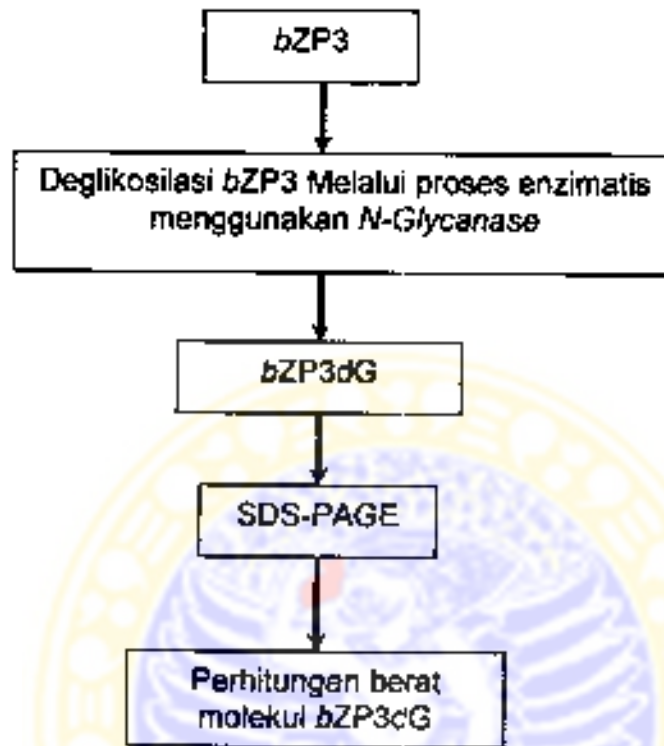 bZP3
Deglikosilasi bZP3 Melalui proses enzimatis
menggunakan N-Glycanase
bZP3dG
SDS-PAGE
Perhitungan berat
molekul bZP3dG